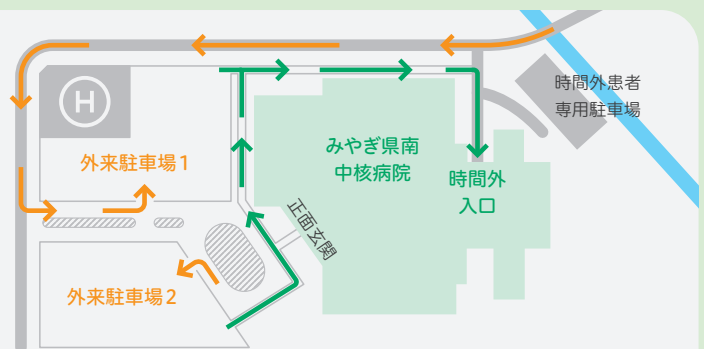 H
時間外患者
専用駐車場
外来駐車場1
みやぎ県南
中核病院
時間外
入口
正面玄関
外来駐車場2